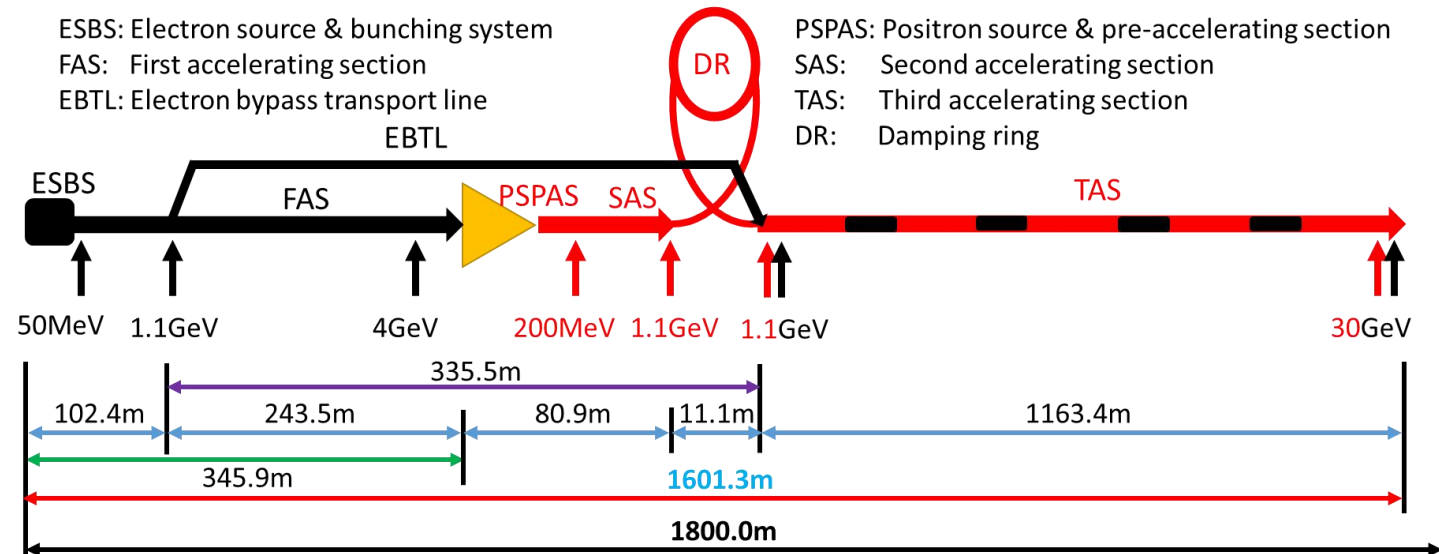 ESBS: Electron source & bunching system
FAS: First accelerating section
EBTL: Electron bypass transport line
PSPAS: Positron source & pre-accelerating section
SAS: Second accelerating section
TAS: Third accelerating section
DR: Damping ring
DR
EBTL
ESBS
FAS
PSPAS
SAS
TAS
50MeV
1.1GeV
4GeV
200MeV
1.1GeV
1.1GeV
30GeV
335.5m
102.4m
243.5m
80.9m
11.1m
1163.4m
345.9m
1601.3m
1800.0m